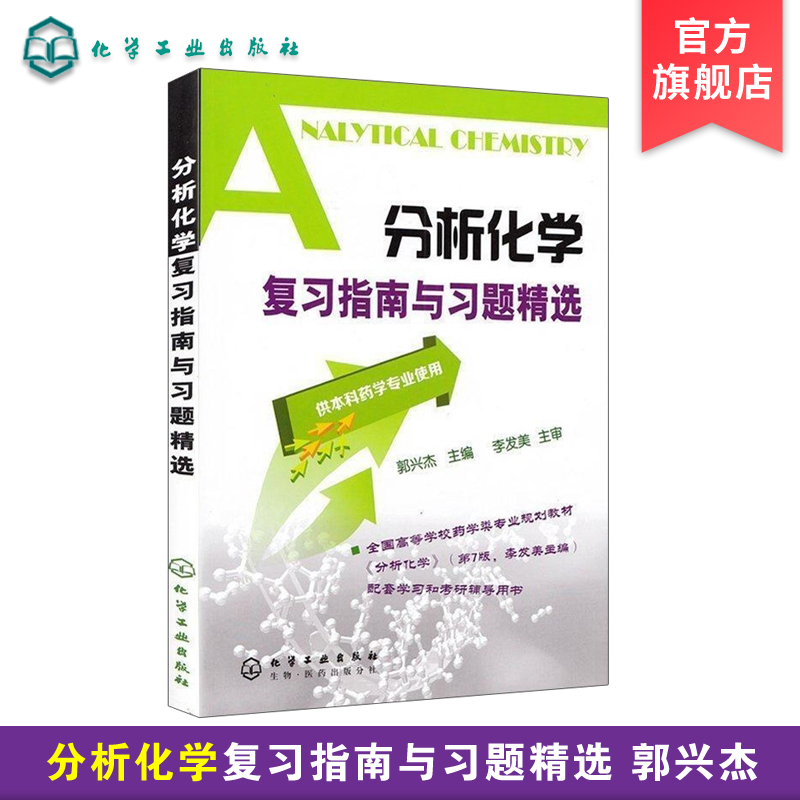 化学工业出版社
官方
旗舰店
ANALYTICAL CHEMISTRY
分析化学
复习指南与习题精选
供本科药学专业使用
郭兴杰 主编 李发美 主审
■ 全国高等学校药学类专业规划教材
《分析化学》(第7版，李发美主编)
配套学习和考研辅导用书
化学工业出版社
生物·医药出版分社
分析化学复习指南与习题精选
化学工业出版社
分析化学复习指南与习题精选 郭兴杰